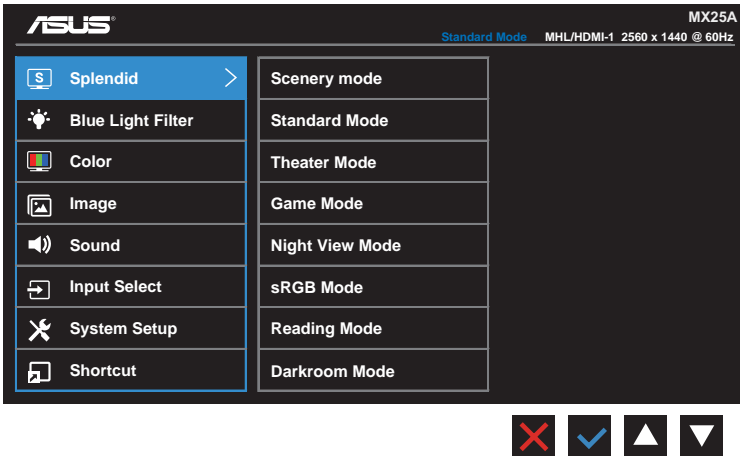 ASUS
MX25A
Standard Mode MHL/HDMI-1 2560 x 1440 @ 60Hz
S Splendid
Blue Light Filter
Color
Image
Sound
Input Select
System Setup
Shortcut
Scenery mode
Standard Mode
Theater Mode
Game Mode
Night View Mode
sRGB Mode
Reading Mode
Darkroom Mode